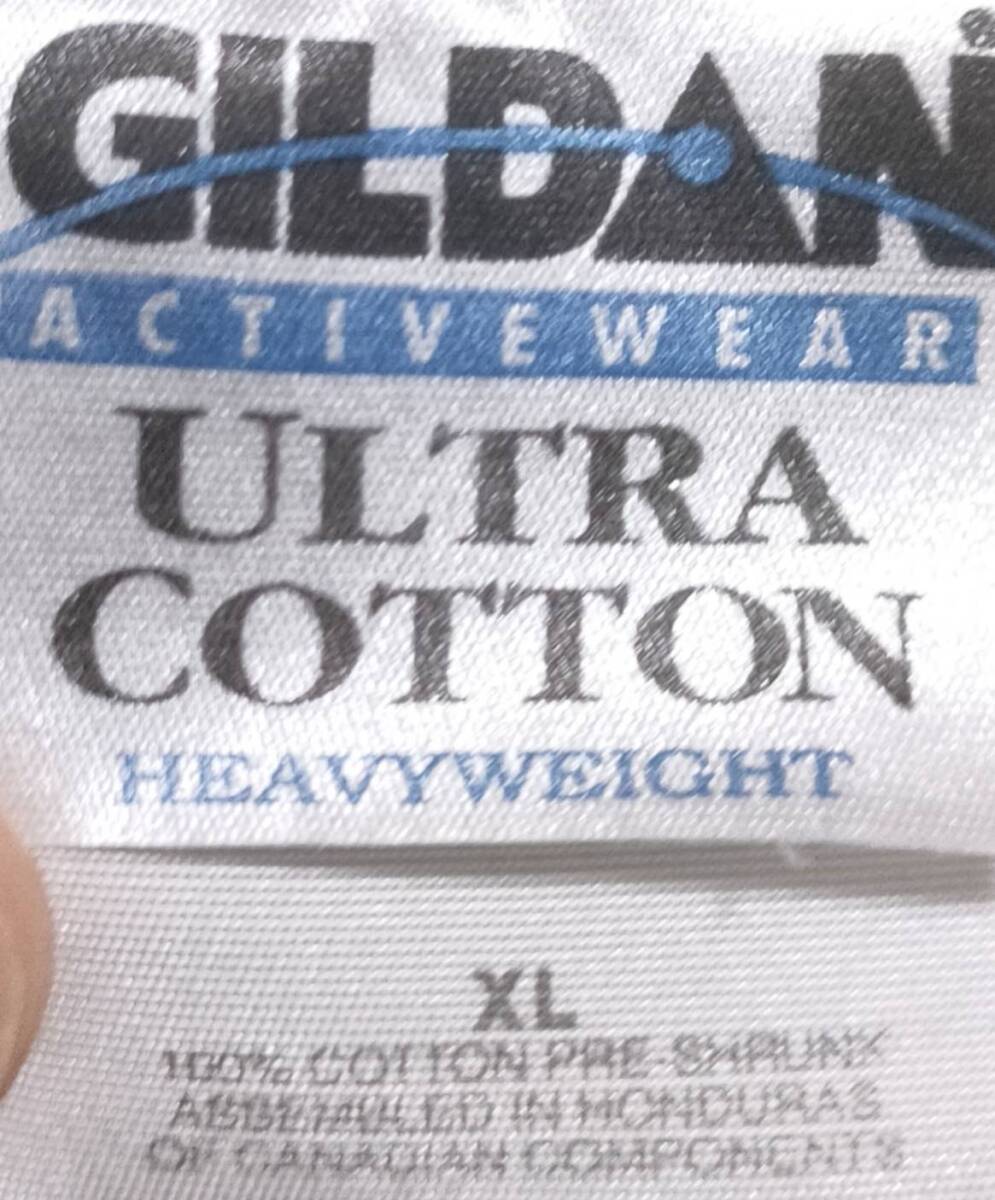 GILDAN®
ACTIVEWEAR
ULTRA
COTTON
HEAVYWEIGHT
XL
100% COTTON PRE-SHRUNK
ASSEMBLED IN HONDURAS
OF CANADIAN COMPONENTS